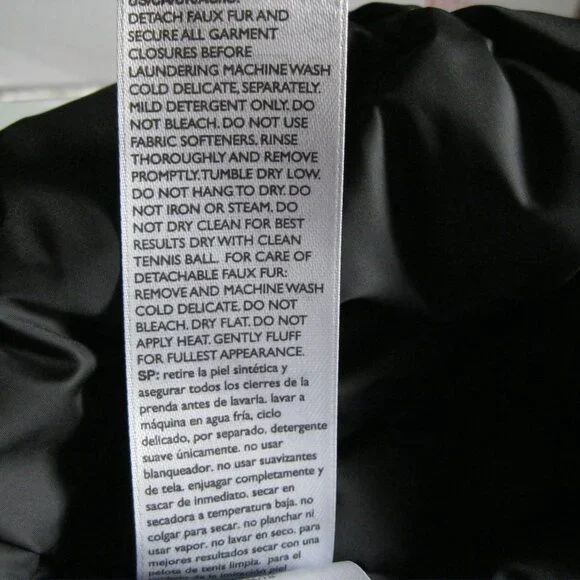 DETACH FAUX FUR AND
SECURE ALL GARMENT
CLOSURES BEFORE
LAUNDERING MACHINE WASH
COLD DELICATE, SEPARATELY.
MILD DETERGENT ONLY. DO
NOT BLEACH. DO NOT USE
FABRIC SOFTENERS. RINSE
THOROUGHLY AND REMOVE
PROMPTLY. TUMBLE DRY LOW.
DO NOT HANG TO DRY. DO
NOT IRON OR STEAM. DO
NOT DRY CLEAN FOR BEST
RESULTS DRY WITH CLEAN
TENNIS BALL. FOR CARE OF
DETACHABLE FAUX FUR:
REMOVE AND MACHINE WASH
COLD DELICATE. DO NOT
BLEACH. DRY FLAT. DO NOT
APPLY HEAT. GENTLY FLUFF
FOR FULLEST APPEARANCE.
SP: retire la piel sintética y
asegurar todos los cierres de la
prenda antes de lavarla. lavar a
máquina en agua fría, ciclo
delicado, por separado. detergente
suave únicamente. no usar
blanqueador. no usar suavizantes
de tela. enjuagar completamente y
sacar de inmediato. secar en
secadora a temperatura baja. no
colgar para secar. no planchar ni
usar vapor. no lavar en seco. para
mejores resultados secar con una
pelota de tenis limpia. para el